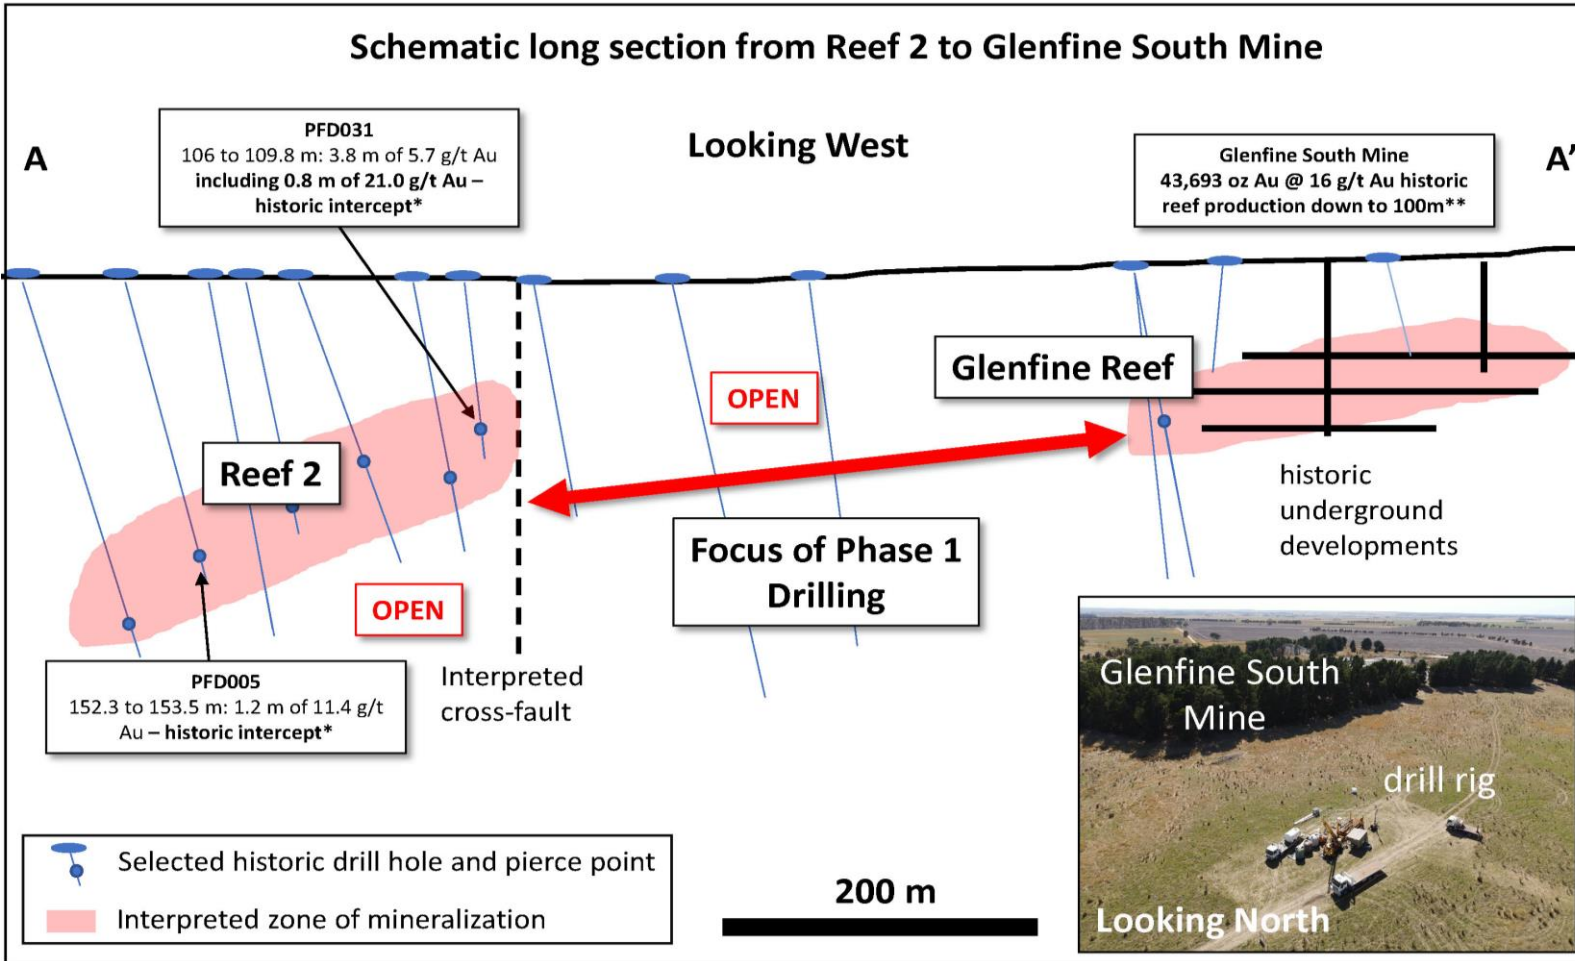 Schematic long section from Reef 2 to Glenfine South Mine
PFD031
106 to 109.8 m: 3.8 m of 5.7 g/t Au
including 0.8 m of 21.0 g/t Au –
historic intercept*
A
Looking West
Glenfine South Mine
43,693 oz Au @ 16 g/t Au historic
reef production down to 100m**
A'
Glenfine Reef
OPEN
Reef 2
historic
underground
developments
Focus of Phase 1
Drilling
OPEN
Interpreted
cross-fault
PFD005
152.3 to 153.5 m: 1.2 m of 11.4 g/t
Au – historic intercept*
Glenfine South
Mine
drill rig
Looking North
Selected historic drill hole and pierce point
Interpreted zone of mineralization
200 m